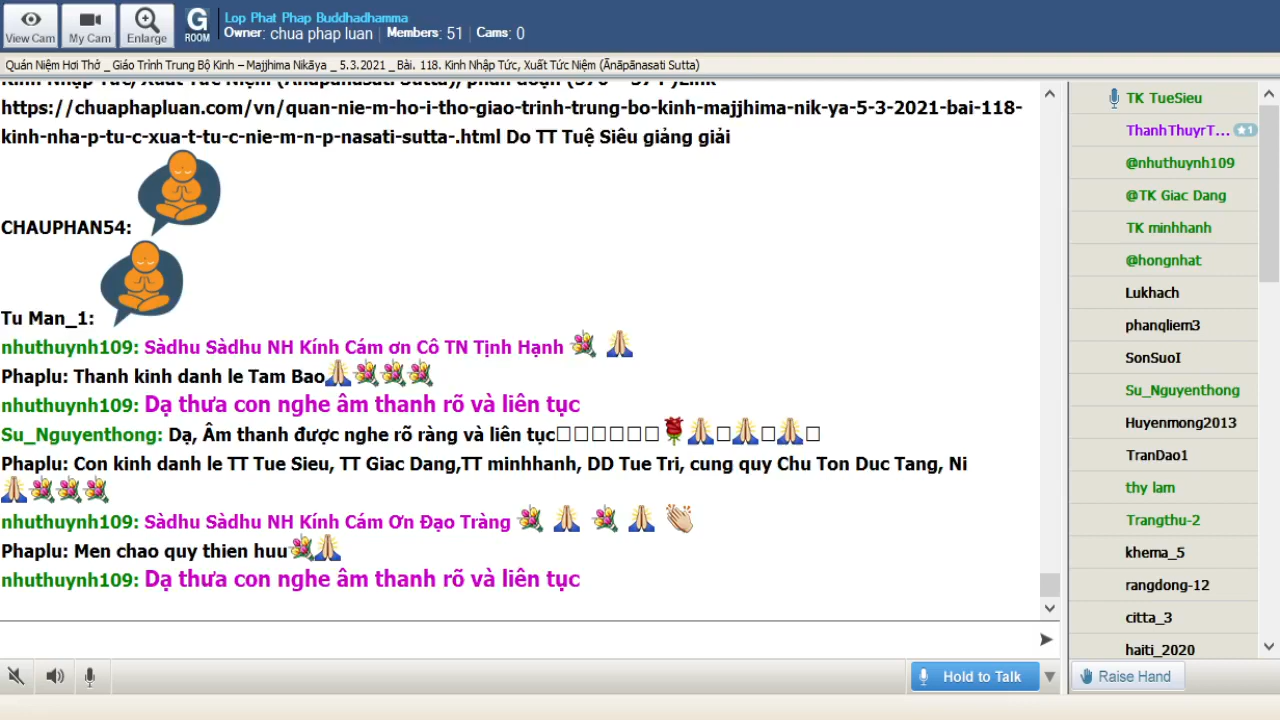 View Cam
My Cam
Enlarge
G
ROOM
Lop Phat Phap Buddhadhamma
Owner: chua phap luan Members: 51 Cams: 0
Quán Niệm Hơi Thở _ Giáo Trình Trung Bộ Kinh – Majjhima Nikāya _ 5.3.2021 _ Bài. 118. Kinh Nhập Tức, Xuất Tức Niệm (Ānāpānasati Sutta)
https://chuaphapluan.com/vn/quan-nie-m-ho-i-tho-giao-trinh-trung-bo-kinh-majjhima-nik-ya-5-3-2021-bai-118-
kinh-nha-p-tu-c-xua-t-tu-c-nie-m-n-p-nasati-sutta-.html Do TT Tuệ Siêu giảng giải
CHAUPHAN54:
Tu Man_1:
nhuthuynh109: Sàdhu Sàdhu NH Kính Cám ơn Cô TN Tịnh Hạnh 💐 🙏
Phaplu: Thanh kinh danh le Tam Bao🙏💐💐💐
nhuthuynh109: Dạ thưa con nghe âm thanh rõ và liên tục
Su_Nguyenthong: Dạ, Âm thanh được nghe rõ ràng và liên tục□□□□□□🌹🙏□🙏□🙏□
Phaplu: Con kinh danh le TT Tue Sieu, TT Giac Dang,TT minhhanh, DD Tue Tri, cung quy Chu Ton Duc Tang, Ni
🙏💐💐💐
nhuthuynh109: Sàdhu Sàdhu NH Kính Cám Ơn Đạo Tràng 💐 🙏 💐 🙏 👏
Phaplu: Men chao quy thien huu💐🙏
nhuthuynh109: Dạ thưa con nghe âm thanh rõ và liên tục
Hold to Talk
TK TueSieu
ThanhThuyrT... ★1
@nhuthuynh109
@TK Giac Dang
TK minhhanh
@hongnhat
Lukhach
phanqliem3
SonSuoI
Su_Nguyenthong
Huyenmong2013
TranDao1
thy lam
Trangthu-2
khema_5
rangdong-12
citta_3
haiti_2020
Raise Hand